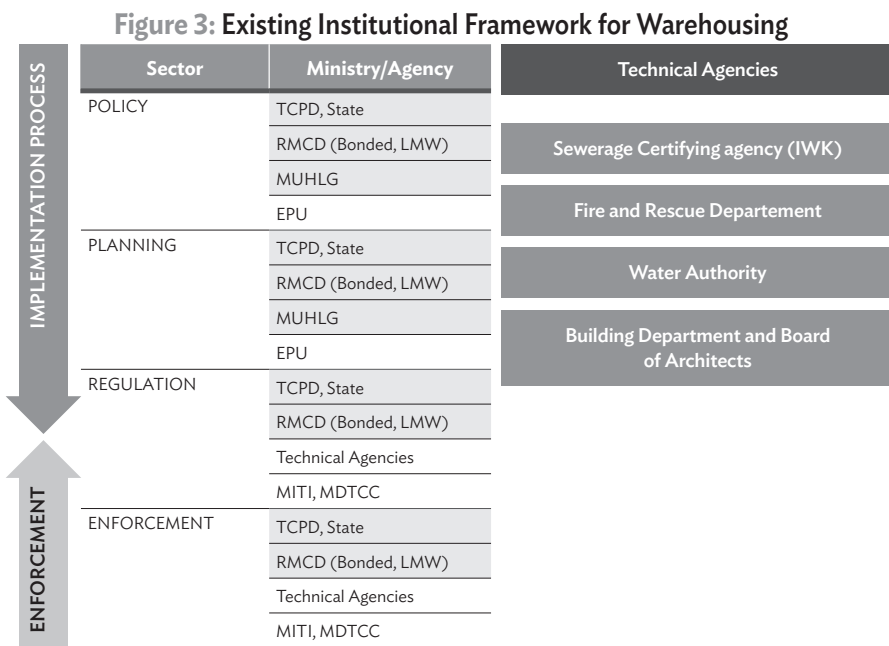 Figure 3: Existing Institutional Framework for Warehousing
IMPLEMENTATION PROCESS
ENFORCEMENT
Sector
Ministry/Agency
POLICY
TCPD, State
RMCD (Bonded, LMW)
MUHLG
EPU
PLANNING
TCPD, State
RMCD (Bonded, LMW)
MUHLG
EPU
REGULATION
TCPD, State
RMCD (Bonded, LMW)
Technical Agencies
MITI, MDTCC
ENFORCEMENT
TCPD, State
RMCD (Bonded, LMW)
Technical Agencies
MITI, MDTCC
Technical Agencies
Sewerage Certifying agency (IWK)
Fire and Rescue Departement
Water Authority
Building Department and Board
of Architects